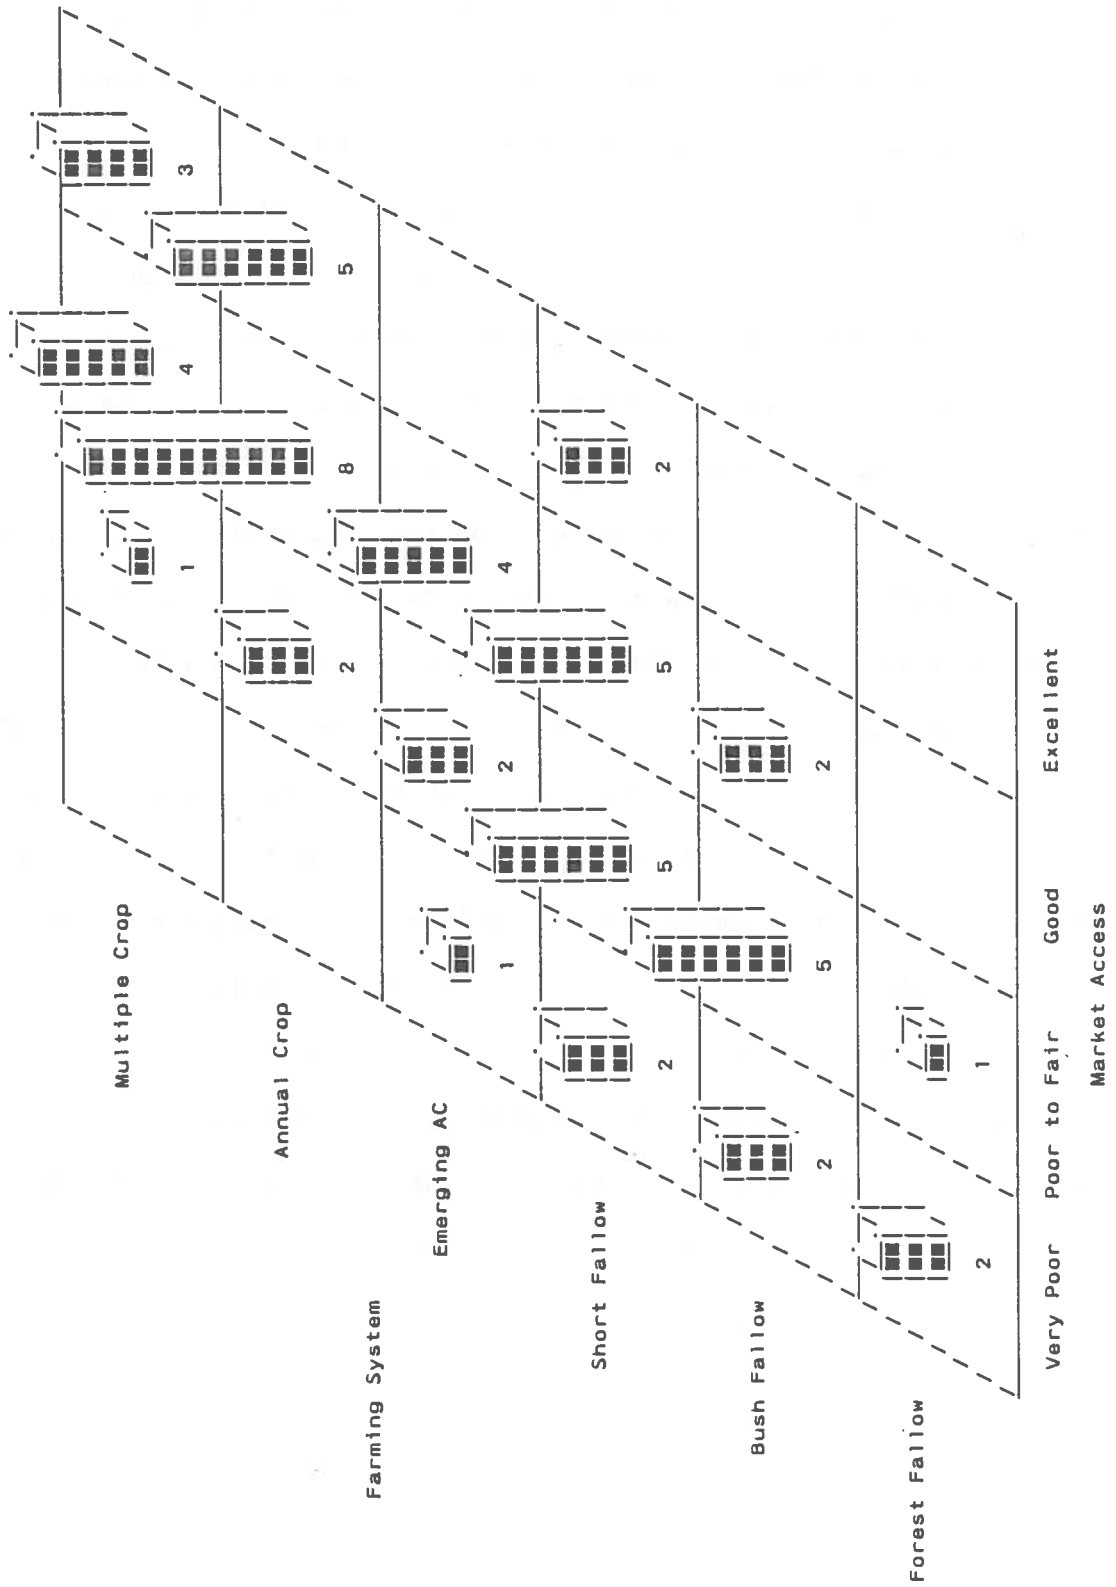 Multiple Crop
1 4 3
Annual Crop
2 8 5
Farming System
Emerging AC
1 2 4
Short Fallow
2 5 5 2
Bush Fallow
2 5 2
Forest Fallow
2 1
Very Poor Poor to Fair Good Excellent
Market Access